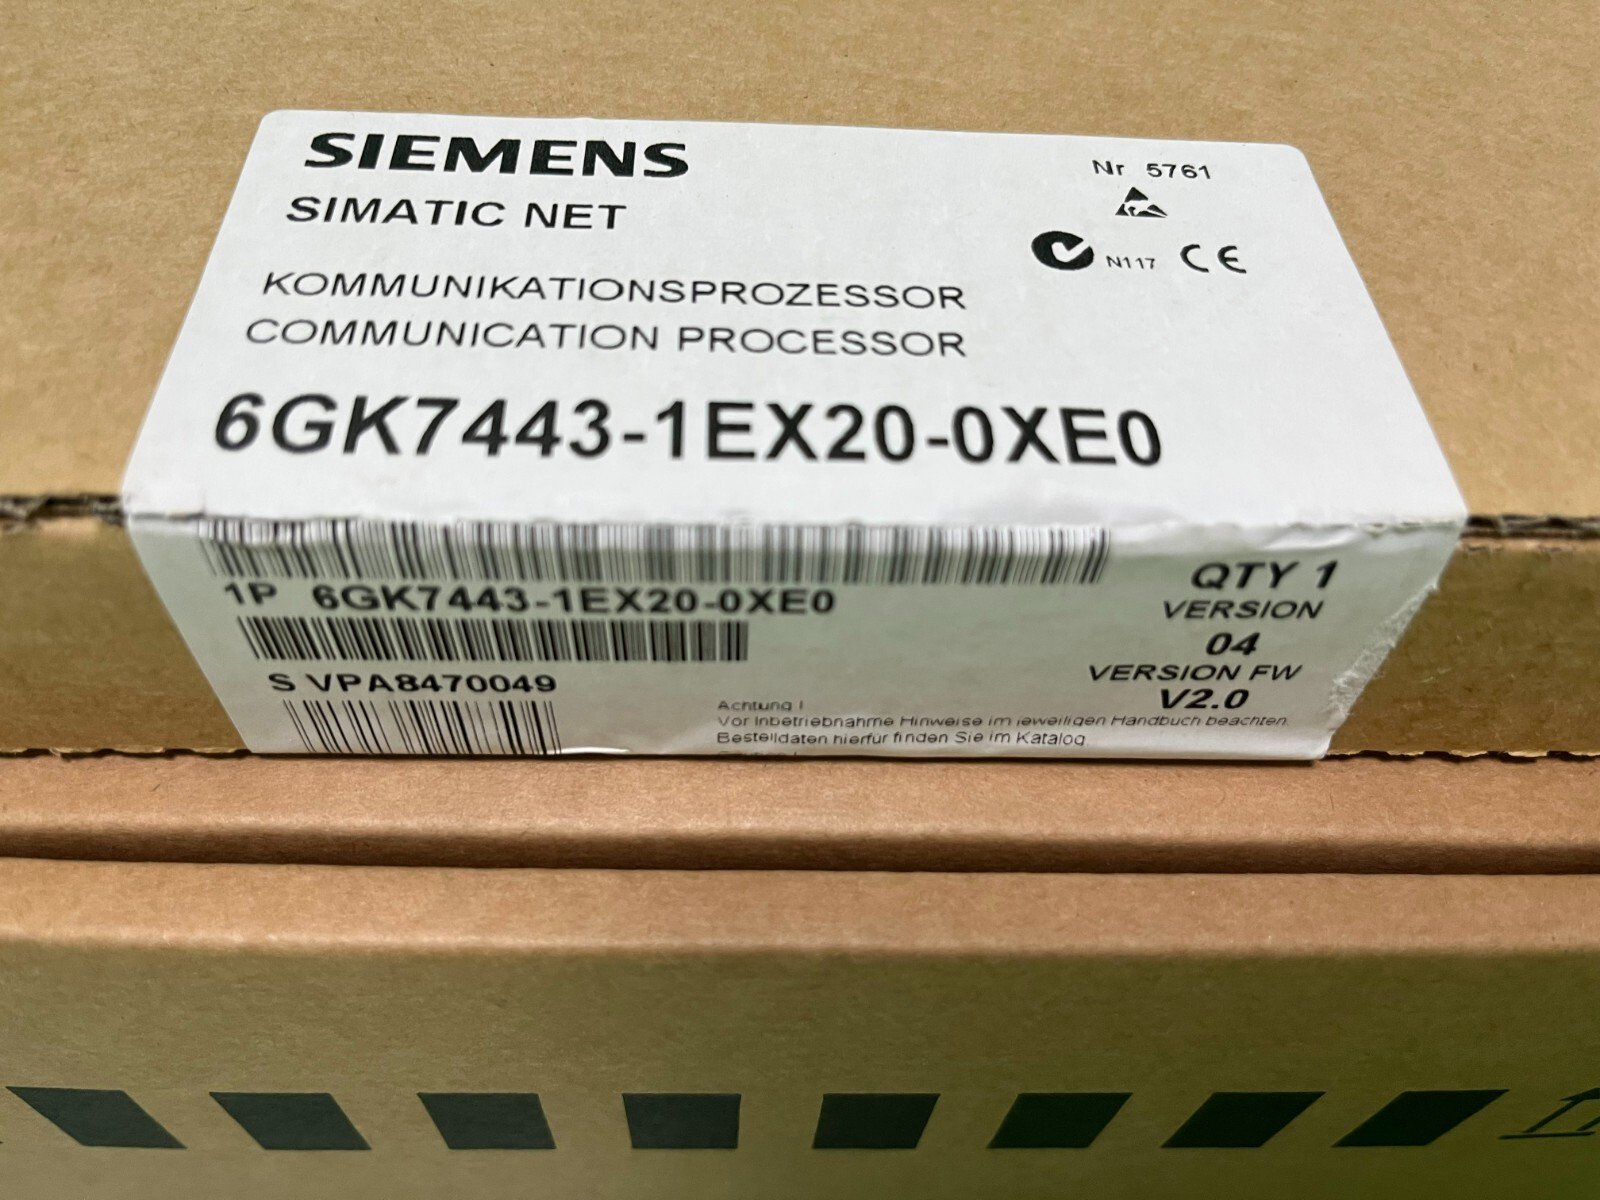 SIEMENS
Nr 5761
SIMATIC NET
N117 CE
KOMMUNIKATIONSPROZESSOR
COMMUNICATION PROCESSOR
6GK7443-1EX20-0XE0
1P 6GK7443-1EX20-0XE0
QTY 1
VERSION
04
VERSION FW
V2.0
S VPA8470049
Achtung !
Vor Inbetriebnahme Hinweise im jeweiligen Handbuch beachten.
Bestelldaten hierfür finden Sie im Katalog